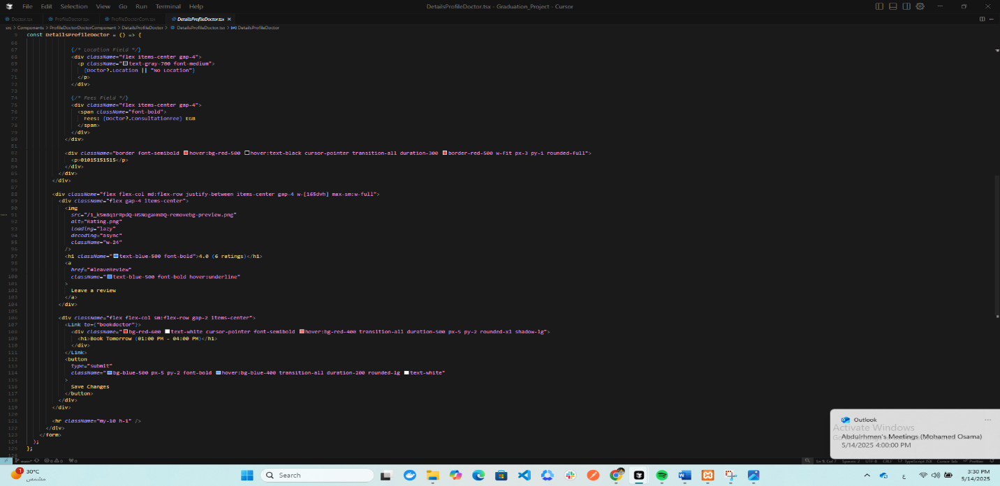 File Edit Selection View Go Run Terminal Help
DetailsProfileDoctor.tsx - Graduation_Project - Cursor
Doctor.tsx ProfileDoctor.tsx ProfileDoctorCom.tsx DetailsProfileDoctor.tsx
src > Components > ProfileDoctorDoctorComponent > DetailsProfileDoctor > DetailsProfileDoctor.tsx > DetailsProfileDoctor
9 const DetailsProfileDoctor = () => {
66
67 {/* Location Field */}
68 <div className="flex items-center gap-4">
69 <p className="text-gray-700 font-medium">
70 {Doctor?.Location || "No Location"}
71 </p>
72 </div>
73
74 {/* Fees Field */}
75 <div className="flex items-center gap-4">
76 <span className="font-bold">
77 Fees: {Doctor?.consultationFee} EGB
78 </span>
79 </div>
80 </div>
81
82 <div className="border font-semibold hover:bg-red-500 hover:text-black cursor-pointer transition-all duration-300 border-red-500 w-fit px-3 py-1 rounded-full">
83 <p>01015151515</p>
84 </div>
85 </div>
86 </div>
87
88 <div className="flex flex-col md:flex-row justify-between items-center gap-4 w-[165dvh] max-sm:w-full">
89 <div className="flex gap-4 items-center">
90 <img
91 src="/1_k5m8q1rRpdQ-H5NogaHnBQ-removebg-preview.png"
92 alt="Rating.png"
93 loading="lazy"
94 decoding="async"
95 className="w-24"
96 />
97 <h1 className="text-blue-500 font-bold">4.0 (6 ratings)</h1>
98 <a
99 href="#leaveReview"
100 className="text-blue-500 font-bold hover:underline"
101 >
102 Leave a review
103 </a>
104 </div>
105
106 <div className="flex flex-col sm:flex-row gap-2 items-center">
107 <Link to={"bookdoctor"}>
108 <div className="bg-red-600 text-white cursor-pointer font-semibold hover:bg-red-400 transition-all duration-500 px-5 py-2 rounded-xl shadow-lg">
109 <h1>Book Tomorrow (01:00 PM - 04:00 PM)</h1>
110 </div>
111 </Link>
112 <button
113 type="submit"
114 className="bg-blue-500 px-5 py-2 font-bold hover:bg-blue-400 transition-all duration-200 rounded-lg text-white"
115 >
116 Save Changes
117 </button>
118 </div>
119 </div>
120
121 <hr className="my-10 h-1" />
122 </div>
123 </form>
124 );
125 };
126
Outlook
Activate Windows
Abdulrhmen's Meetings (Mohamed Osama)
5/14/2025 4:00:00 PM
main* 0 0 0
Ln 9, Col 7 Spaces: 2 UTF-8 CRLF TypeScript JSX Cursor Tab Prettier
1
30°C
مشمس
Search
ع
3:30 PM
5/14/2025